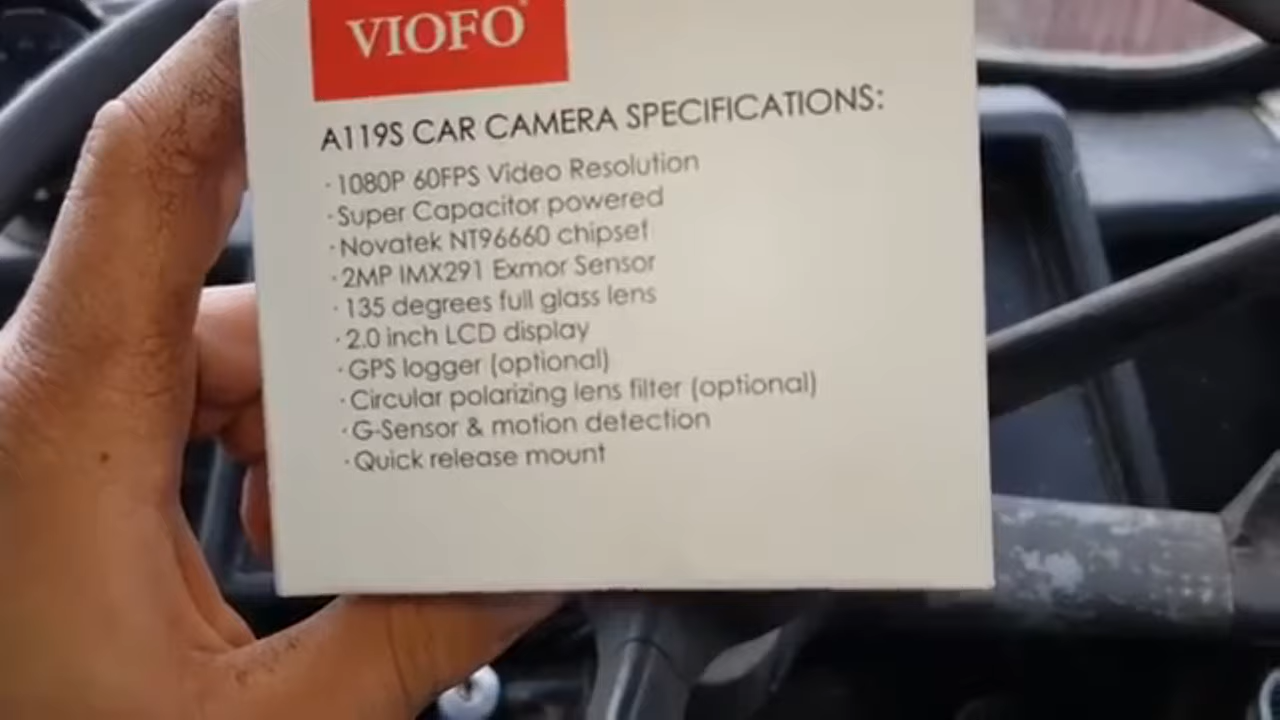 VIOFO
A119S CAR CAMERA SPECIFICATIONS:
· 1080P 60FPS Video Resolution
· Super Capacitor powered
· Novatek NT96660 chipset
· 2MP IMX291 Exmor Sensor
· 135 degrees full glass lens
· 2.0 inch LCD display
· GPS logger (optional)
· Circular polarizing lens filter (optional)
· G-Sensor & motion detection
· Quick release mount